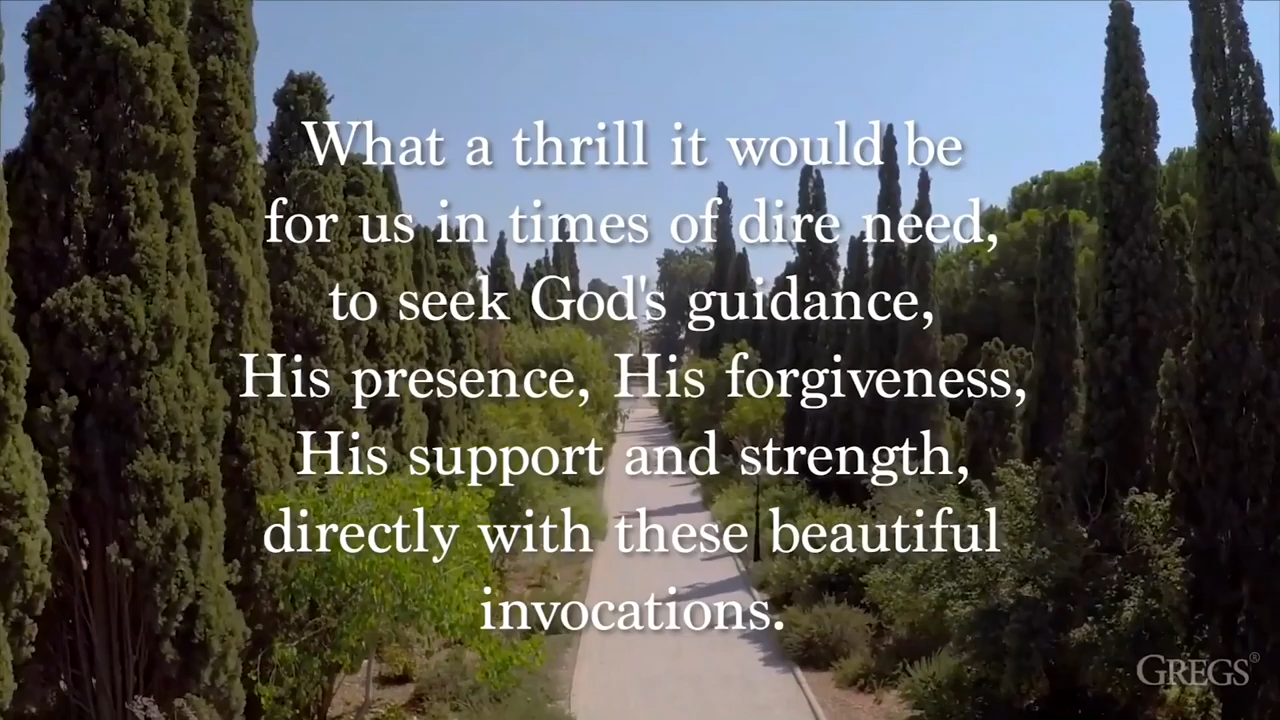 What a thrill it would be
for us in times of dire need,
to seek God's guidance,
His presence, His forgiveness,
His support and strength,
directly with these beautiful
invocations.
GREGS®